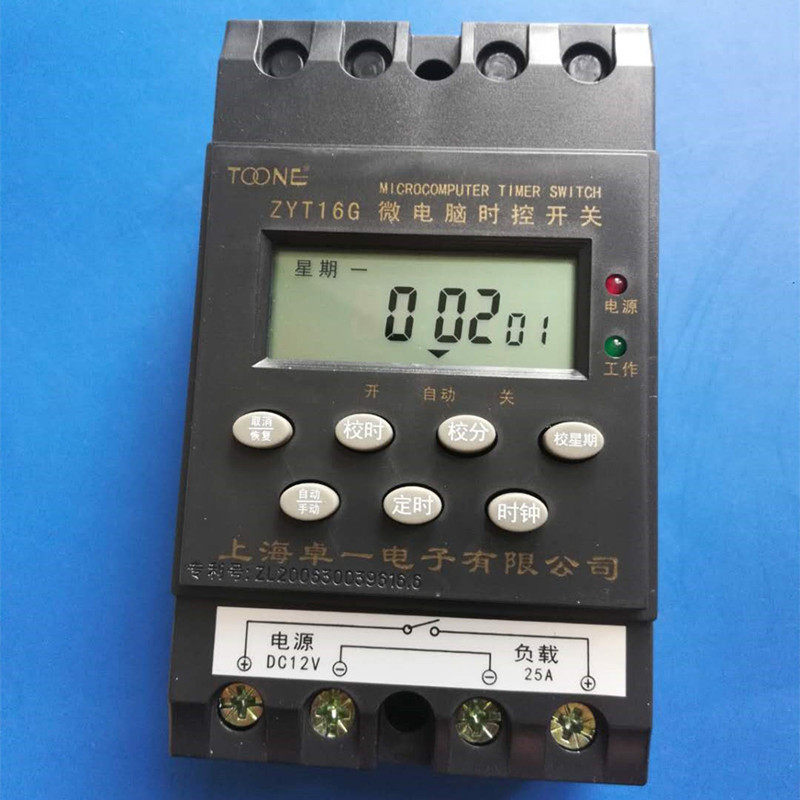 TOONE®
MICROCOMPUTER TIMER SWITCH
ZYT16G 微电脑时控开关
星期 一
0 02 01
电源
工作
开 自动 关
取消/恢复 校时 校分 校星期
自动/手动 定时 时钟
上海卓一电子有限公司
专利号:ZL200630039616.6
电源 负载
DC12V 25A